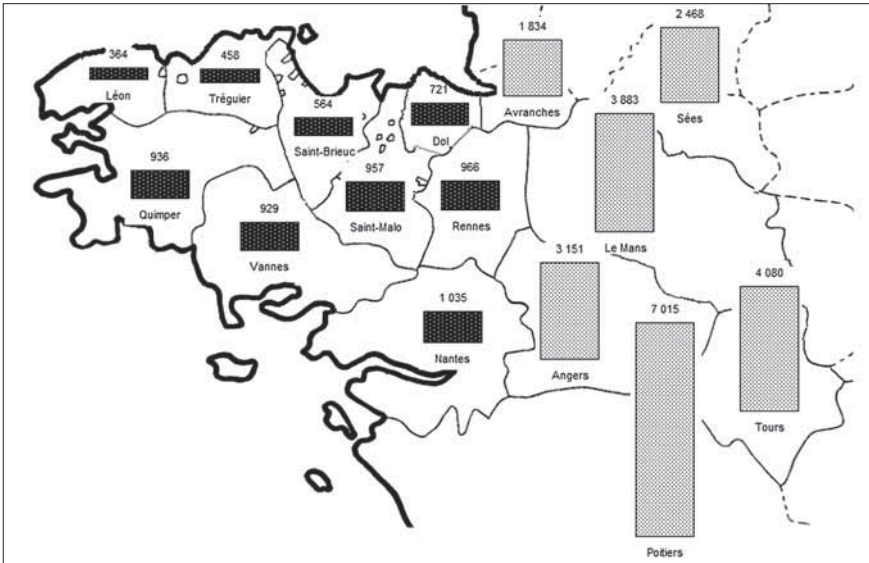 364
Léon
458
Tréguier
564
Saint-Brieuc
721
Dol
1 834
Avranches
2 468
Sées
3 883
Le Mans
936
Quimper
929
Vannes
957
Saint-Malo
966
Rennes
1 035
Nantes
3 151
Angers
7 015
Poitiers
4 080
Tours